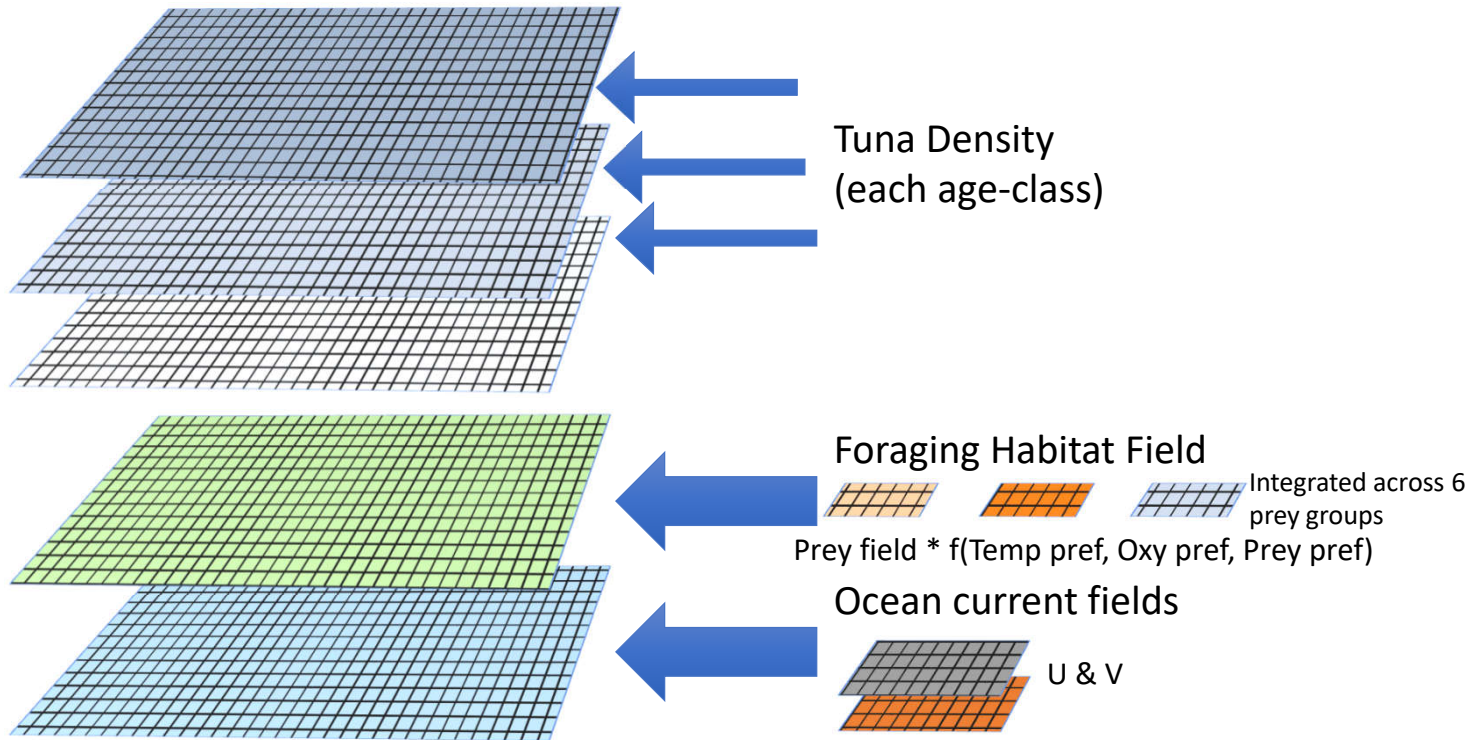 Tuna Density
(each age-class)
Foraging Habitat Field
Integrated across 6
prey groups
Prey field * f(Temp pref, Oxy pref, Prey pref)
Ocean current fields
U & V